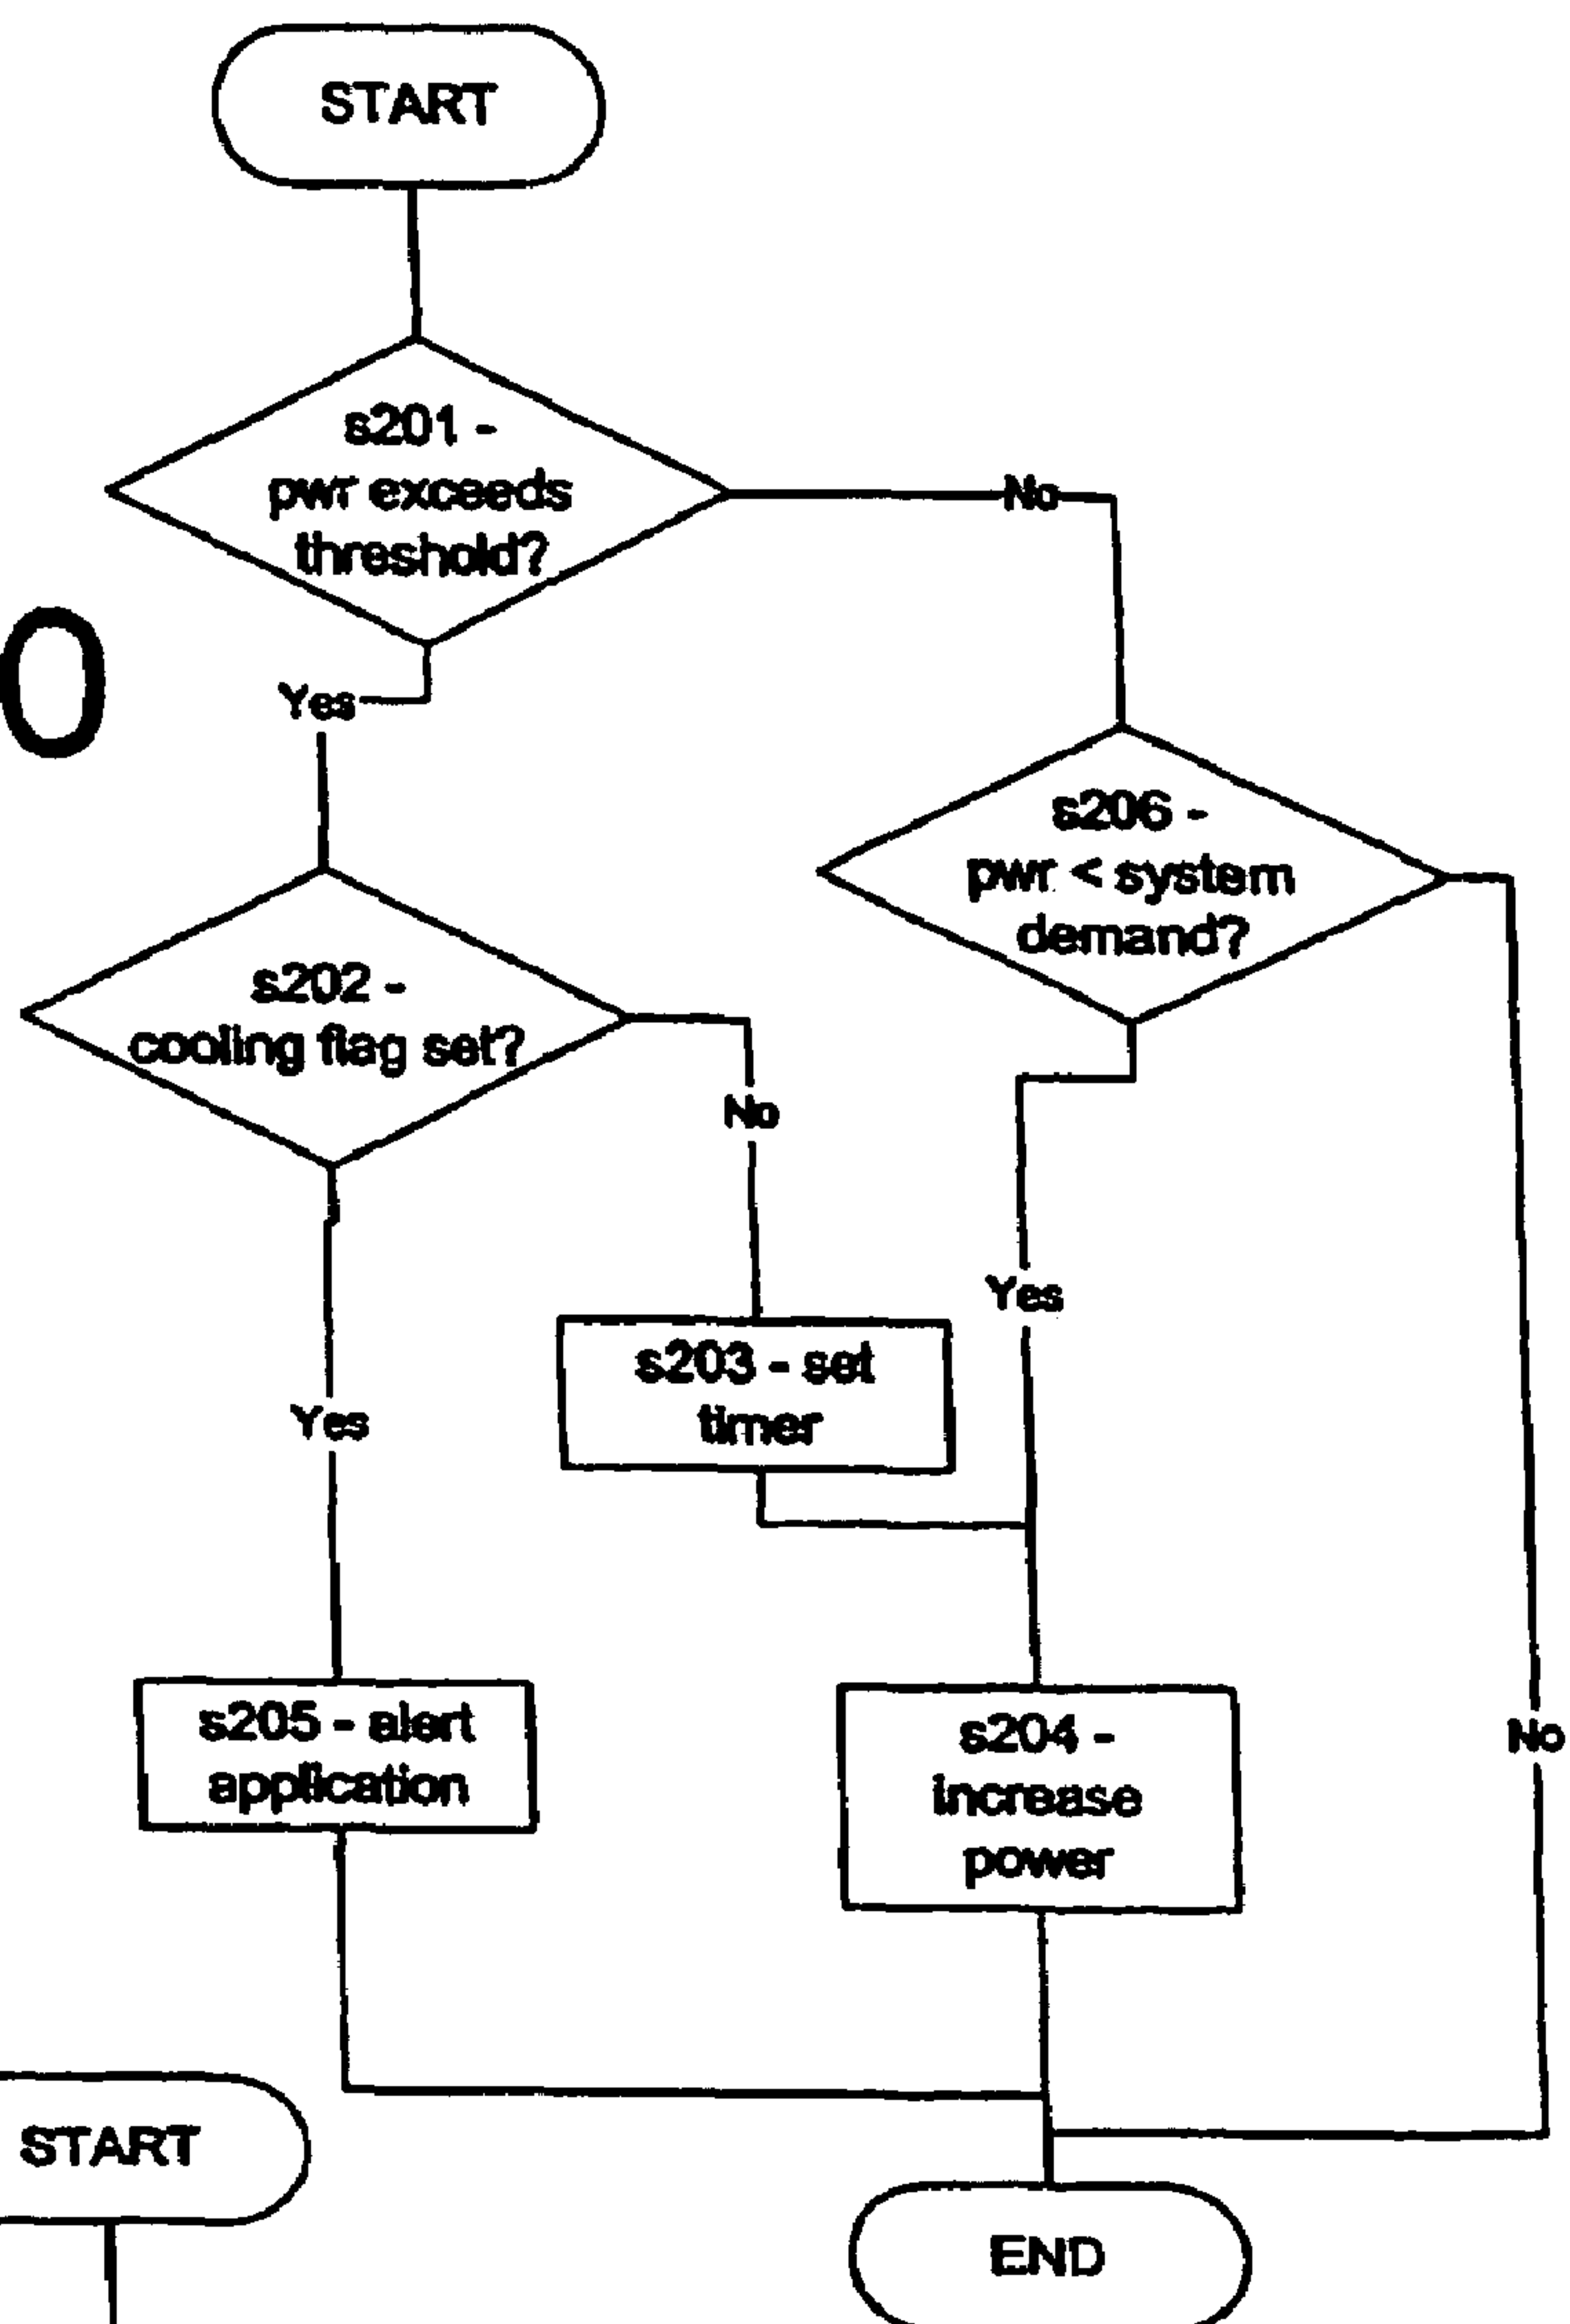 START
s201 -
pwr exceeds
threshold?
No
0
Yes
s206 -
pwr < system
demand?
s202 -
cooling flag set?
No
Yes
s203 - set
timer
Yes
s205 - alert
application
s204 -
increase
power
No
START
END